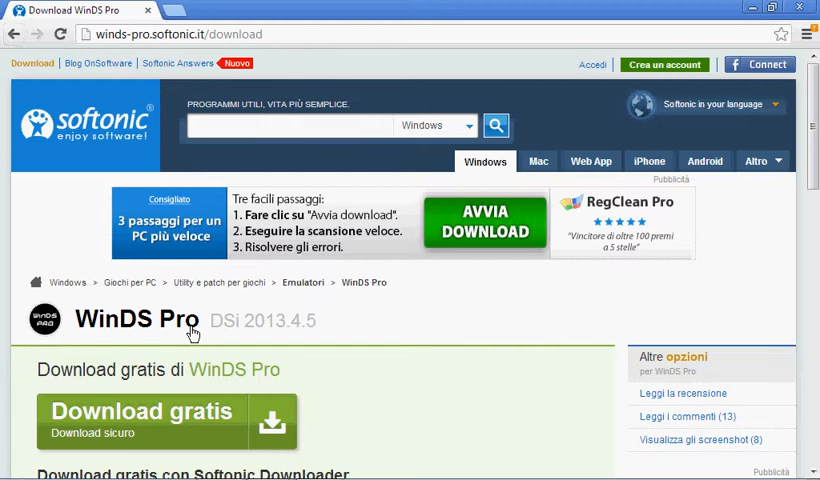 Download WinDS Pro
winds-pro.softonic.it/download
Download Blog OnSoftware Softonic Answers Nuovo Accedi Crea un account Connect
softonic®
enjoy software!
PROGRAMMI UTILI, VITA PIÙ SEMPLICE.
Windows
Softonic in your language
Windows Mac Web App iPhone Android Altro
Pubblicità
Consigliato
3 passaggi per un
PC più veloce
Tre facili passaggi:
1. Fare clic su "Avvia download".
2. Eseguire la scansione veloce.
3. Risolvere gli errori.
AVVIA
DOWNLOAD
RegClean Pro
"Vincitore di oltre 100 premi
a 5 stelle"
Windows > Giochi per PC > Utility e patch per giochi > Emulatori > WinDS Pro
WINDS
PRO
WinDS Pro DSi 2013.4.5
Download gratis di WinDS Pro
Download gratis
Download sicuro
Download gratis con Softonic Downloader
Altre opzioni
per WinDS Pro
Leggi la recensione
Leggi i commenti (13)
Visualizza gli screenshot (8)
Pubblicità